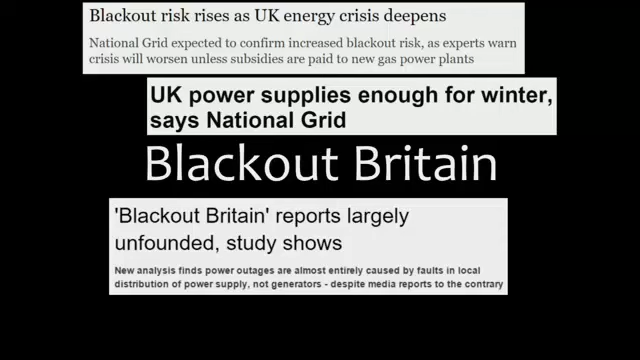 Blackout risk rises as UK energy crisis deepens
National Grid expected to confirm increased blackout risk, as experts warn
crisis will worsen unless subsidies are paid to new gas power plants
UK power supplies enough for winter,
says National Grid
Blackout Britain
'Blackout Britain' reports largely
unfounded, study shows
New analysis finds power outages are almost entirely caused by faults in local
distribution of power supply, not generators - despite media reports to the contrary